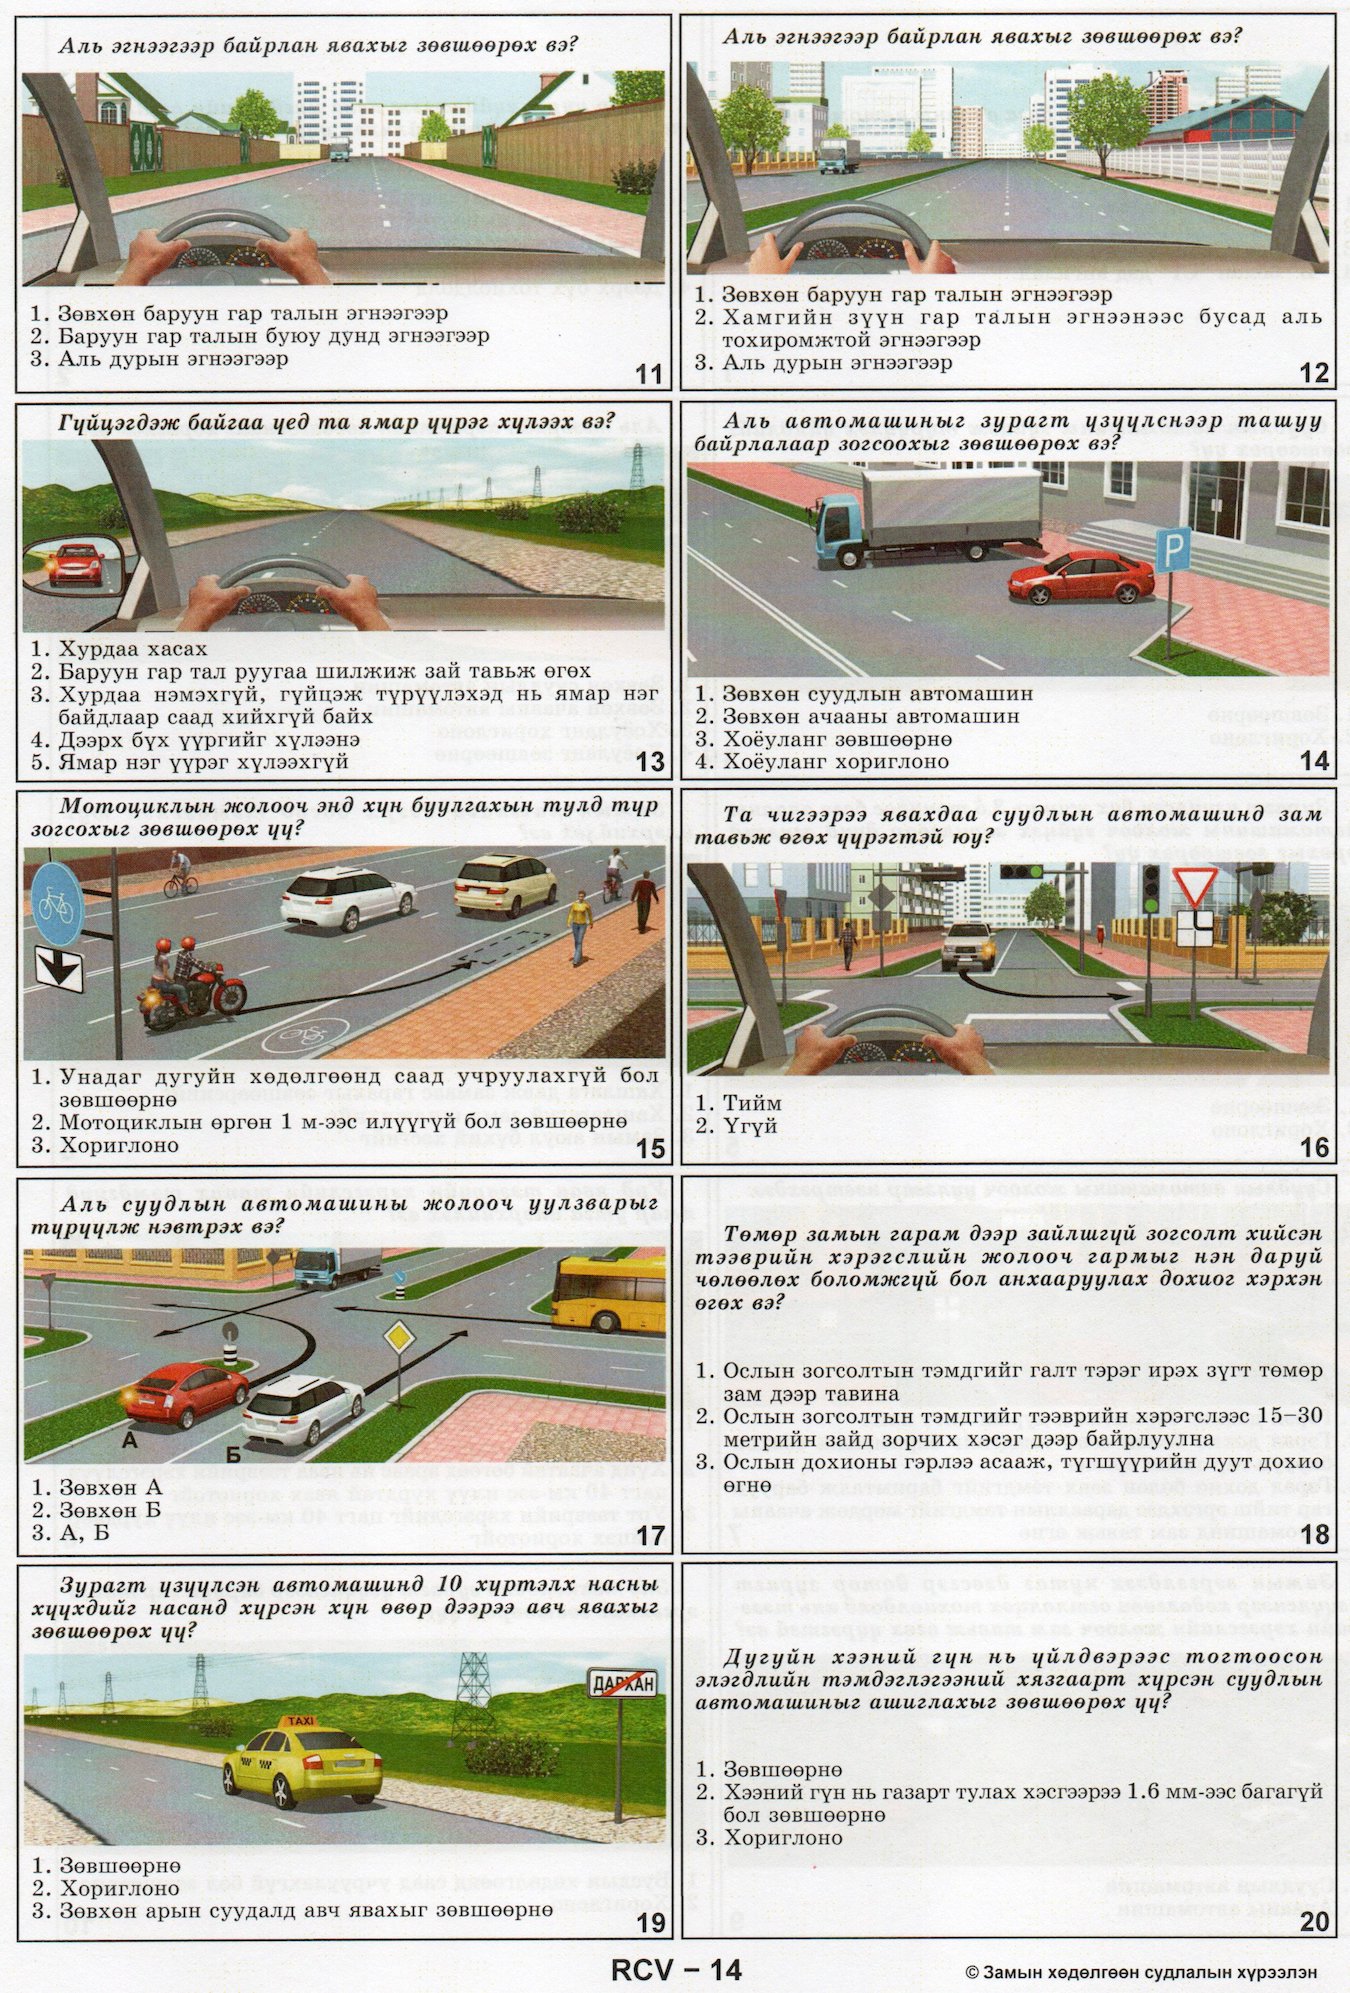 Аль эгнээгээр байрлан явахыг зөвшөөрөх вэ?
1. Зөвхөн баруун гар талын эгнээгээр
2. Баруун гар талын буюу дунд эгнээгээр
3. Аль дурын эгнээгээр
11
Аль эгнээгээр байрлан явахыг зөвшөөрөх вэ?
1. Зөвхөн баруун гар талын эгнээгээр
2. Хамгийн зүүн гар талын эгнээнээс бусад аль
тохиромжтой эгнээгээр
3. Аль дурын эгнээгээр
12
Гүйцэгдэж байгаа үед та ямар үүрэг хүлээх вэ?
1. Хурдаа хасах
2. Баруун гар тал руугаа шилжиж зай тавьж өгөх
3. Хурдаа нэмэхгүй, гүйцэж түрүүлэхэд нь ямар нэг
байдлаар саад хийхгүй байх
4. Дээрх бүх үүргийг хүлээнэ
5. Ямар нэг үүрэг хүлээхгүй
13
Аль автомашиныг зурагт үзүүлснээр ташуу
байрлалаар зогсоохыг зөвшөөрөх вэ?
P
1. Зөвхөн суудлын автомашин
2. Зөвхөн ачааны автомашин
3. Хоёуланг зөвшөөрнө
4. Хоёуланг хориглоно
14
Мотоциклын жолооч энд хүн буулгахын тулд түр
зогсохыг зөвшөөрөх үү?
1. Унадаг дугуйн хөдөлгөөнд саад учруулахгүй бол
зөвшөөрнө
2. Мотоциклын өргөн 1 м-ээс илүүгүй бол зөвшөөрнө
3. Хориглоно
15
Та чигээрээ явахдаа суудлын автомашинд зам
тавьж өгөх үүрэгтэй юу?
1. Тийм
2. Үгүй
16
Аль суудлын автомашины жолооч уулзварыг
түрүүлж нэвтрэх вэ?
А
Б
1. Зөвхөн А
2. Зөвхөн Б
3. А, Б
17
Төмөр замын гарам дээр зайлшгүй зогсолт хийсэн
тээврийн хэрэгслийн жолооч гармыг нэн даруй
чөлөөлөх боломжгүй бол анхааруулах дохиог хэрхэн
өгөх вэ?
1. Ослын зогсолтын тэмдгийг галт тэрэг ирэх зүгт төмөр
зам дээр тавина
2. Ослын зогсолтын тэмдгийг тээврийн хэрэгслээс 15–30
метрийн зайд зорчих хэсэг дээр байрлуулна
3. Ослын дохионы гэрлээ асааж, түгшүүрийн дуут дохио
өгнө
18
Зурагт үзүүлсэн автомашинд 10 хүртэлх насны
хүүхдийг насанд хүрсэн хүн өвөр дээрээ авч явахыг
зөвшөөрөх үү?
TAXI
ДАРХАН
1. Зөвшөөрнө
2. Хориглоно
3. Зөвхөн арын суудалд авч явахыг зөвшөөрнө
19
Дугуйн хээний гүн нь үйлдвэрээс тогтоосон
элэгдлийн тэмдэглэгээний хязгаарт хүрсэн суудлын
автомашиныг ашиглахыг зөвшөөрөх үү?
1. Зөвшөөрнө
2. Хээний гүн нь газарт тулах хэсгээрээ 1.6 мм-ээс багагүй
бол зөвшөөрнө
3. Хориглоно
20
RCV – 14
© Замын хөдөлгөөн судлалын хүрээлэн